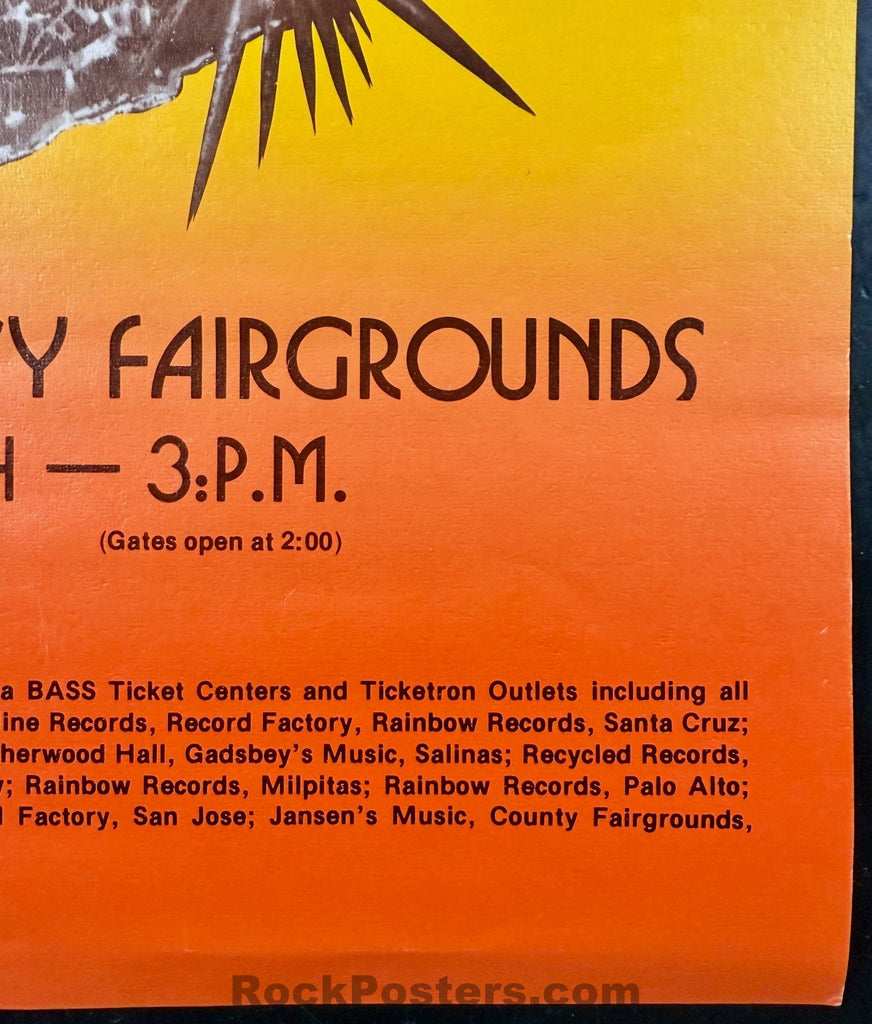 Y FAIRGROUNDS
H — 3:P.M.
(Gates open at 2:00)
a BASS Ticket Centers and Ticketron Outlets including all
ine Records, Record Factory, Rainbow Records, Santa Cruz;
herwood Hall, Gadsbey's Music, Salinas; Recycled Records,
; Rainbow Records, Milpitas; Rainbow Records, Palo Alto;
Factory, San Jose; Jansen's Music, County Fairgrounds,
RockPosters.com